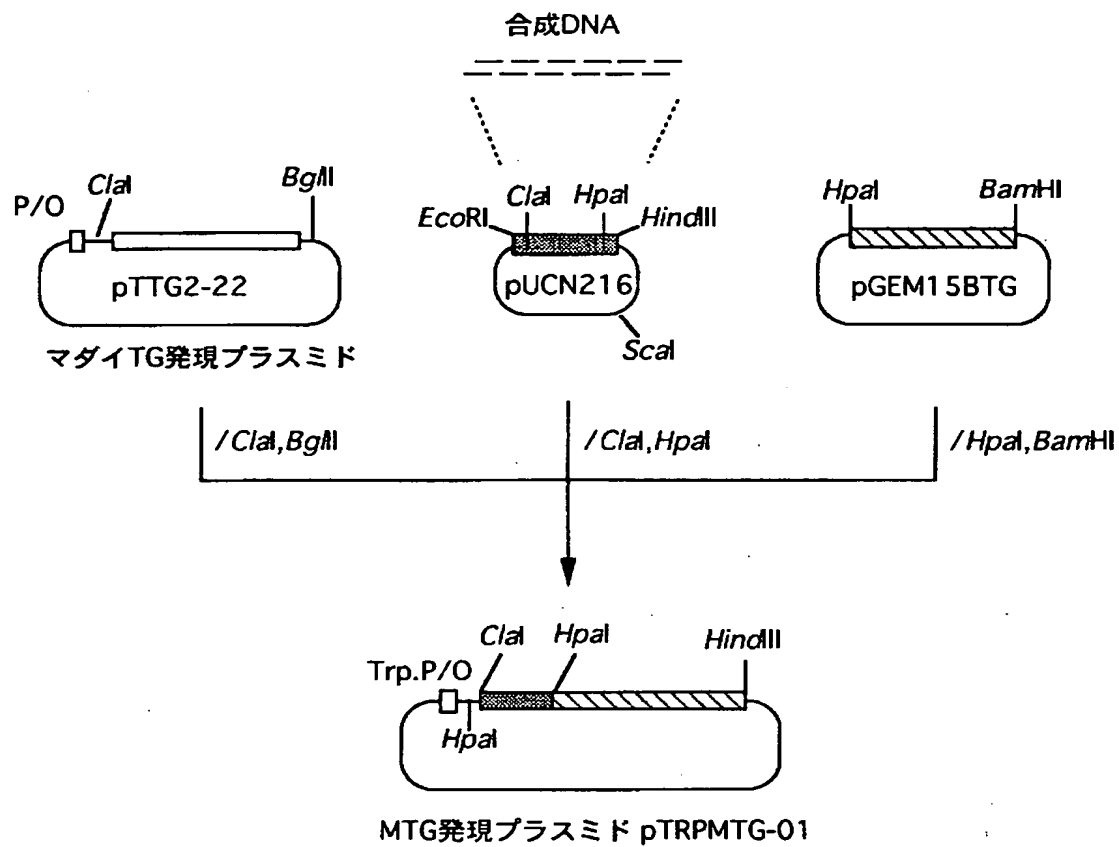 合成DNA
P/O
ClaI
BglII
pTTG2-22
マダイTG発現プラスミド
EcoRI
ClaI
HpaI
HindIII
pUCN216
ScaI
HpaI
BamHI
pGEM15BTG
/ClaI,BglII
/ClaI,HpaI
/HpaI,BamHI
Trp.P/O
ClaI
HpaI
HindIII
HpaI
MTG発現プラスミド pTRPMTG-01